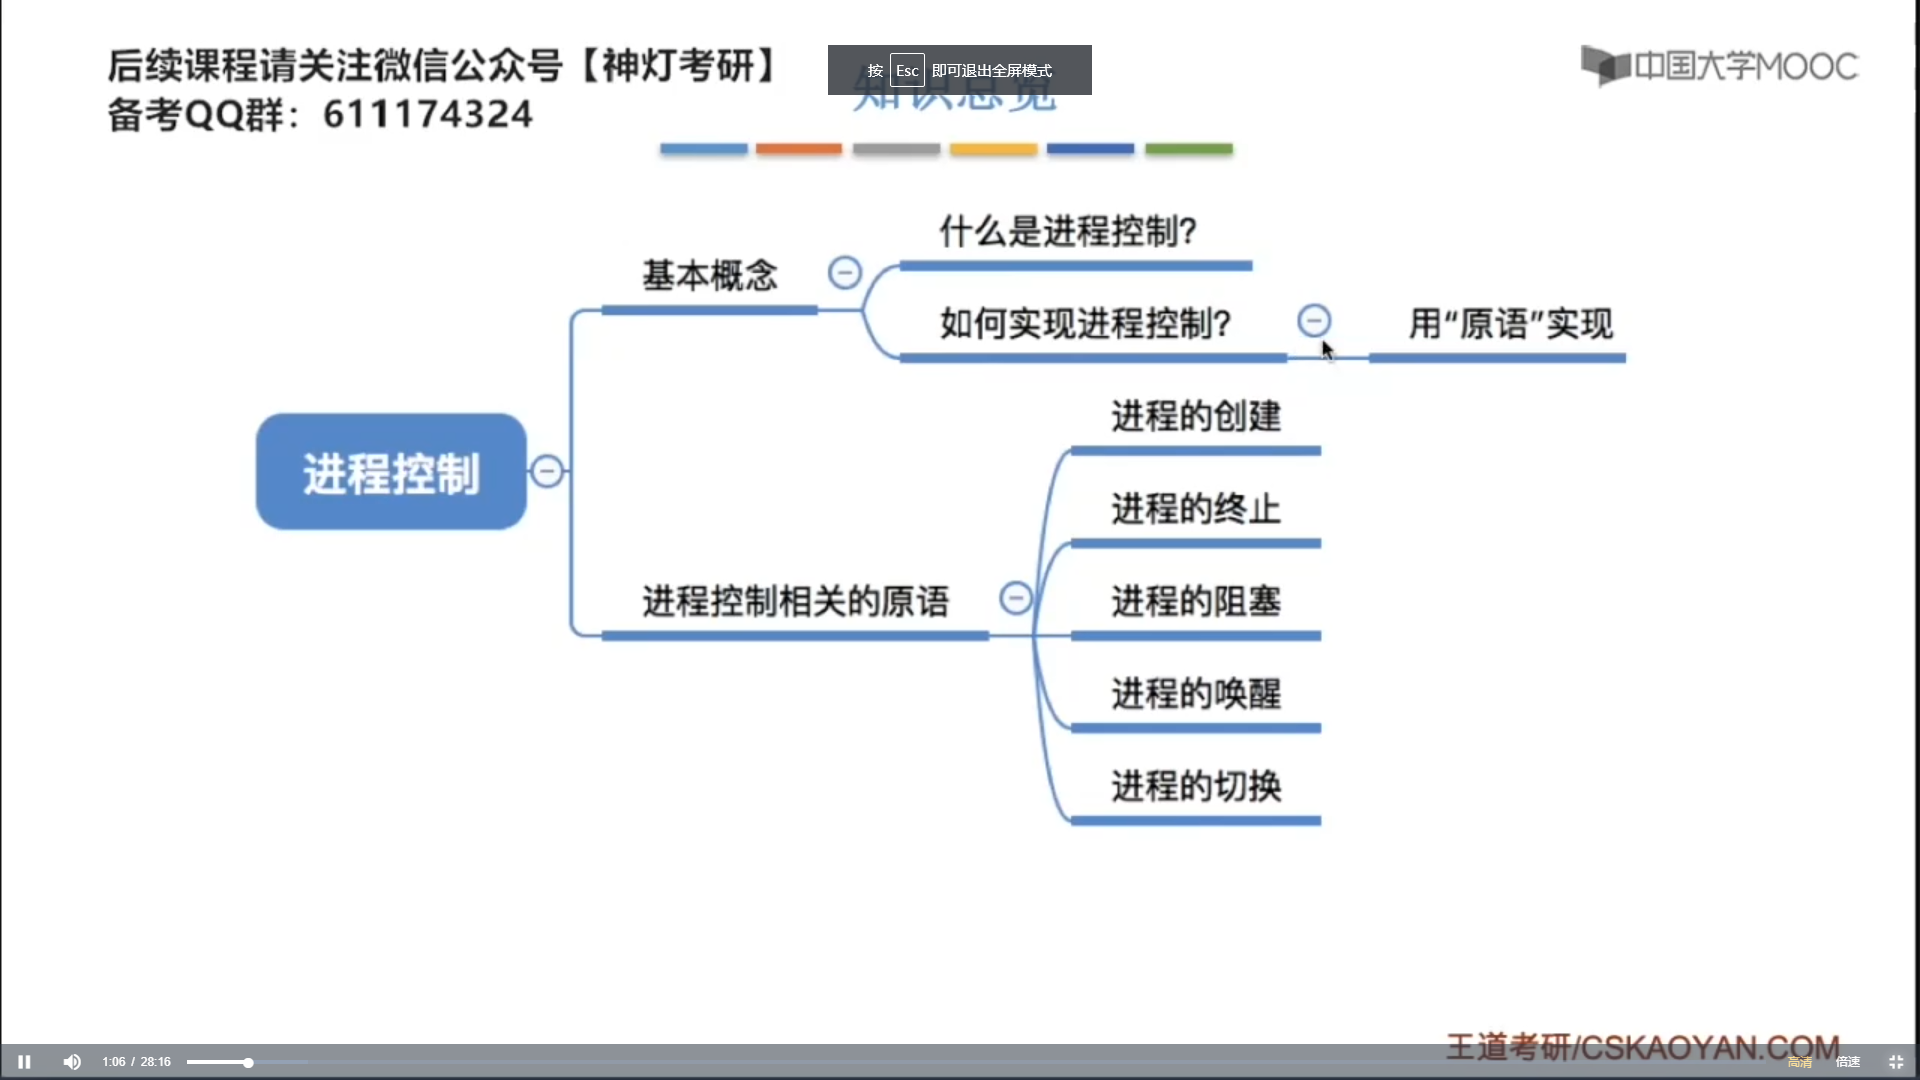 后续课程请关注微信公众号【神灯考研】
备考QQ群：611174324
按 Esc 即可退出全屏模式
知识总览
中国大学MOOC
什么是进程控制？
基本概念
如何实现进程控制？
用“原语”实现
进程控制
进程的创建
进程的终止
进程控制相关的原语
进程的阻塞
进程的唤醒
进程的切换
王道考研/CSKAOYAN.COM
1:06 / 28:16
高清
倍速